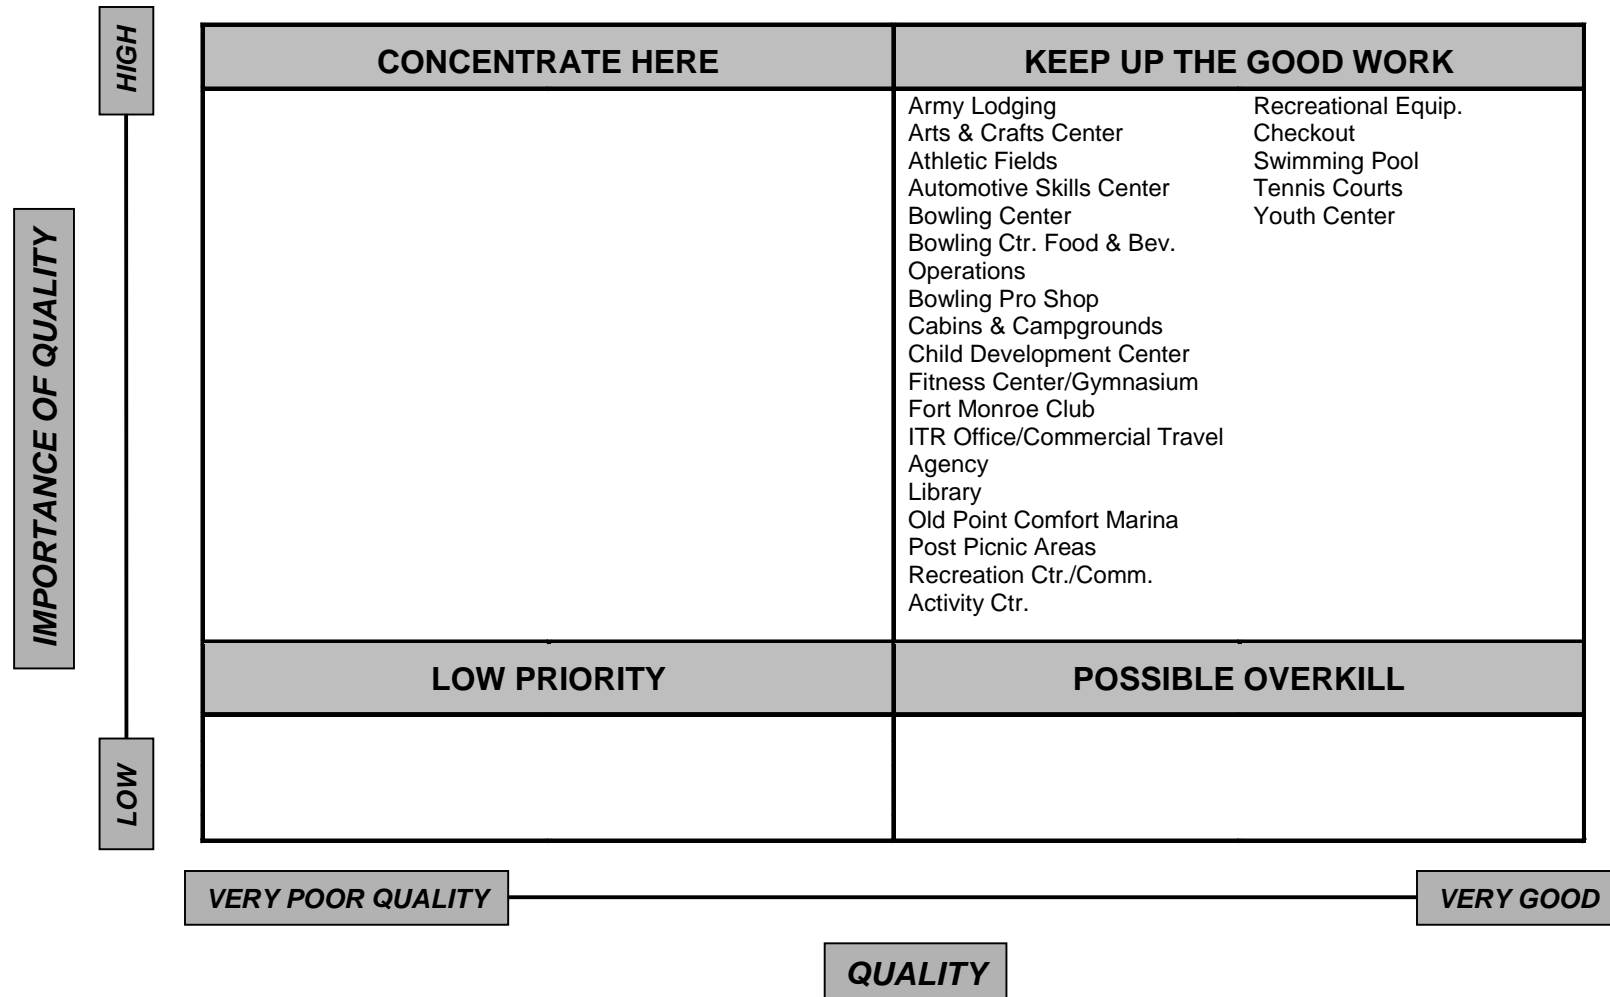 HIGH
CONCENTRATE HERE
KEEP UP THE GOOD WORK
Army Lodging
Arts & Crafts Center
Athletic Fields
Automotive Skills Center
Bowling Center
Bowling Ctr. Food & Bev.
Operations
Bowling Pro Shop
Cabins & Campgrounds
Child Development Center
Fitness Center/Gymnasium
Fort Monroe Club
ITR Office/Commercial Travel
Agency
Library
Old Point Comfort Marina
Post Picnic Areas
Recreation Ctr./Comm.
Activity Ctr.
Recreational Equip.
Checkout
Swimming Pool
Tennis Courts
Youth Center
IMPORTANCE OF QUALITY
LOW PRIORITY
POSSIBLE OVERKILL
LOW
VERY POOR QUALITY
VERY GOOD
QUALITY